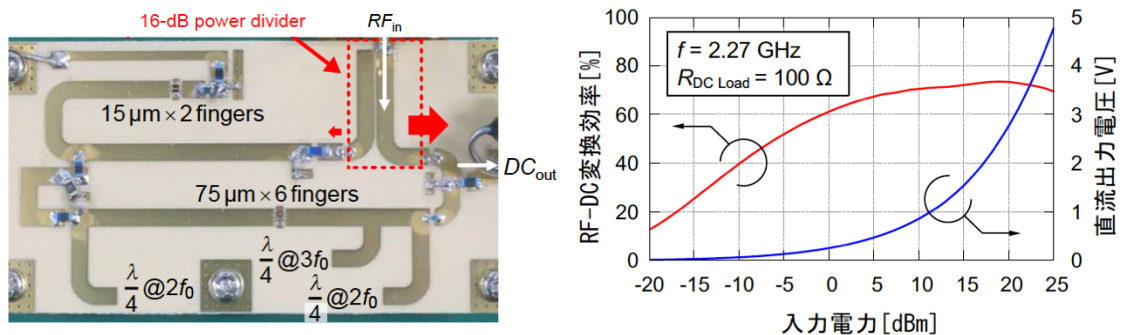 16-dB power divider
RFin
15 μm × 2 fingers
DCout
75 μm × 6 fingers
λ/4 @2f0
λ/4 @3f0
λ/4 @2f0
f = 2.27 GHz
RDC Load = 100 Ω
RF-DC変換効率[%]
100
80
60
40
20
0
直流出力電圧[V]
5
4
3
2
1
0
-20 -15 -10 -5 0 5 10 15 20 25
入力電力[dBm]